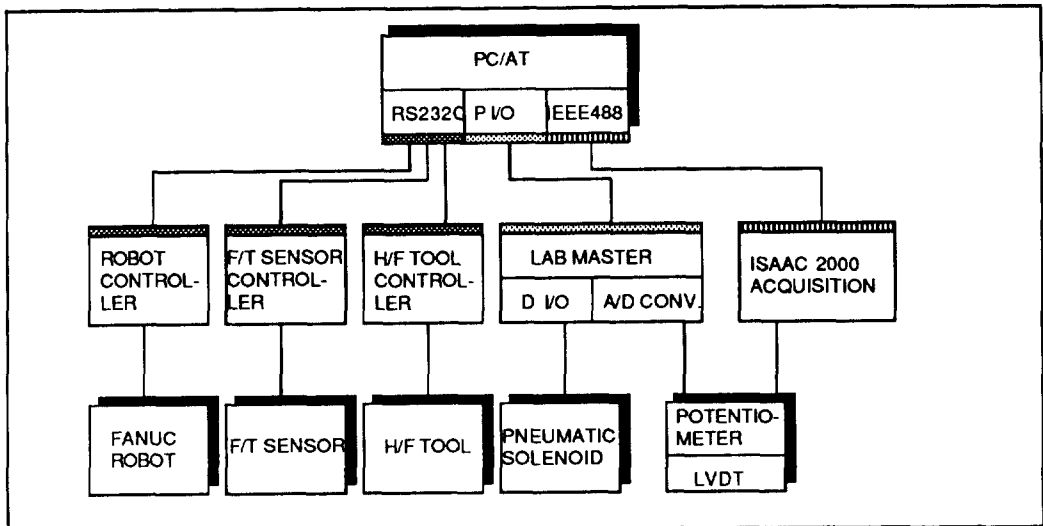 PC/AT
RS232C P I/O IEEE488
ROBOT
CONTROL-
LER
F/T SENSOR
CONTROL-
LER
H/F TOOL
CONTROL-
LER
LAB MASTER
D I/O A/D CONV.
ISAAC 2000
ACQUISITION
FANUC
ROBOT
F/T SENSOR
H/F TOOL
PNEUMATIC
SOLENOID
POTENTIO-
METER
LVDT